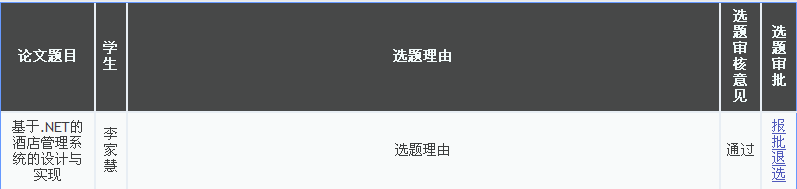 论文题目
学生
选题理由
选题审核意见
选题审批
基于.NET的
酒店管理系
统的设计与
实现
李家慧
选题理由
通过
报批
退选